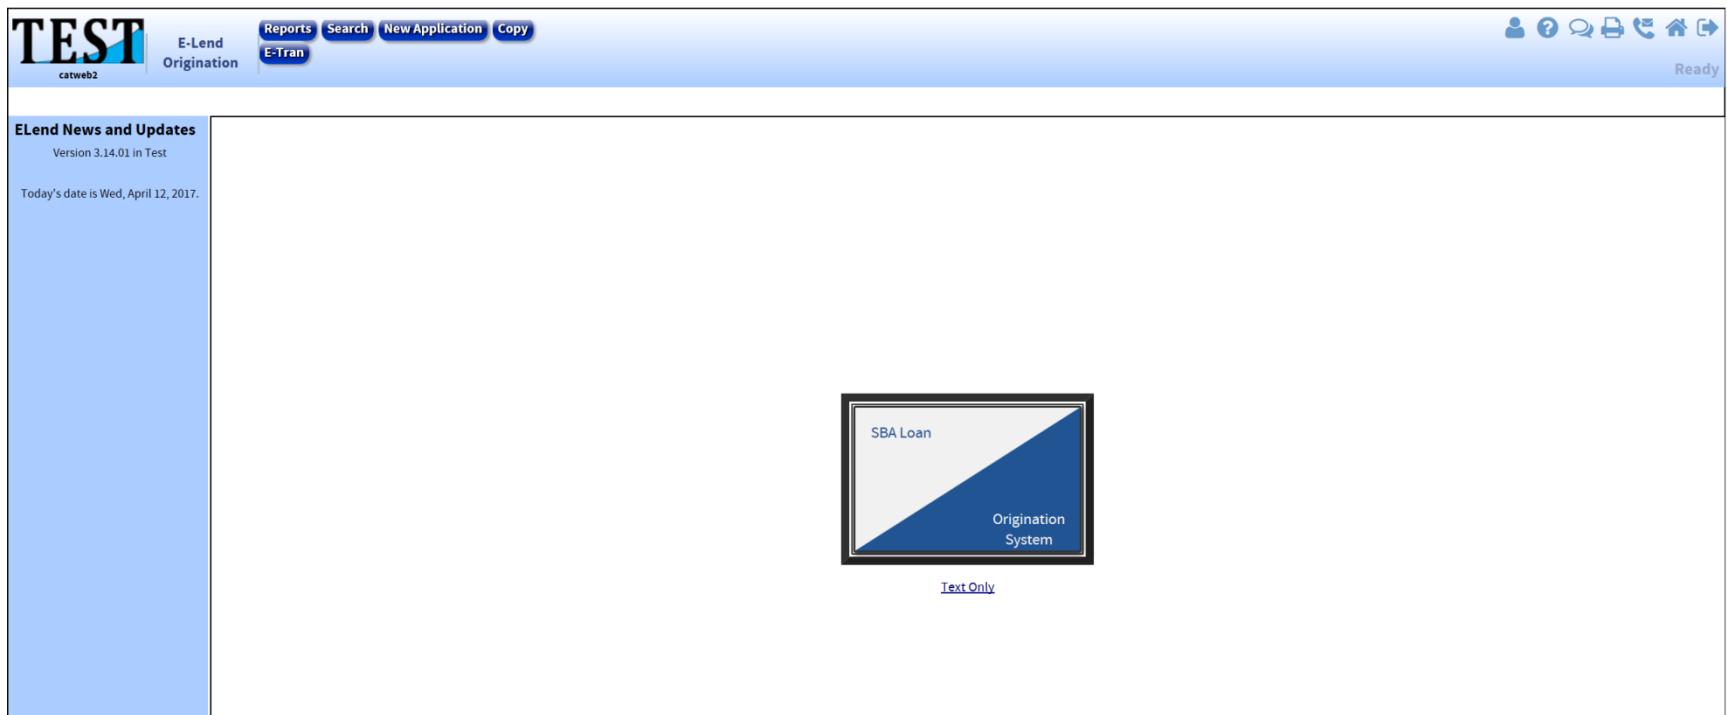 TEST
catweb2
E-Lend
Origination
Reports Search New Application Copy
E-Tran
Ready
ELend News and Updates
Version 3.14.01 in Test
Today's date is Wed, April 12, 2017.
SBA Loan
Origination
System
Text Only